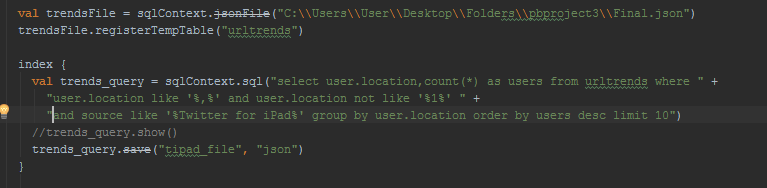 val trendsFile = sqlContext.jsonFile("C:\\Users\\User\\Desktop\\Folders\\pbproject3\\Final.json")
trendsFile.registerTempTable("urltrends")
index {
val trends_query = sqlContext.sql("select user.location,count(*) as users from urltrends where " +
"user.location like '%,%' and user.location not like '%1%' " +
"and source like '%Twitter for iPad%' group by user.location order by users desc limit 10")
//trends_query.show()
trends_query.save("tipad_file", "json")
}